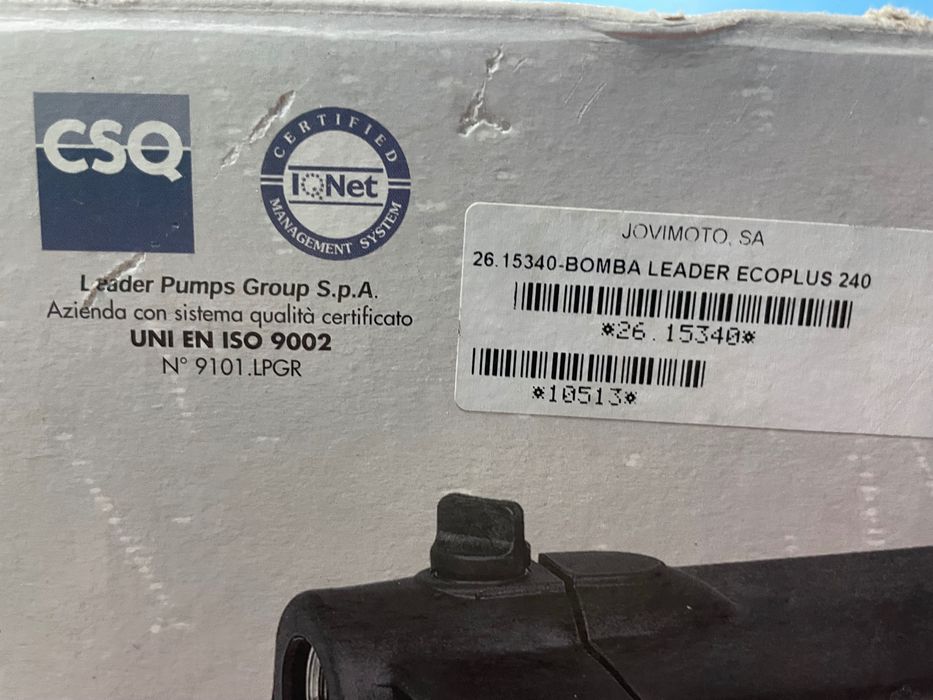 CSQ
CERTIFIED
IQNet
MANAGEMENT SYSTEM
Leader Pumps Group S.p.A.
Azienda con sistema qualità certificato
UNI EN ISO 9002
N° 9101.LPGR
JOVIMOTO, SA
26.15340-BOMBA LEADER ECOPLUS 240
*26.15340*
*10513*